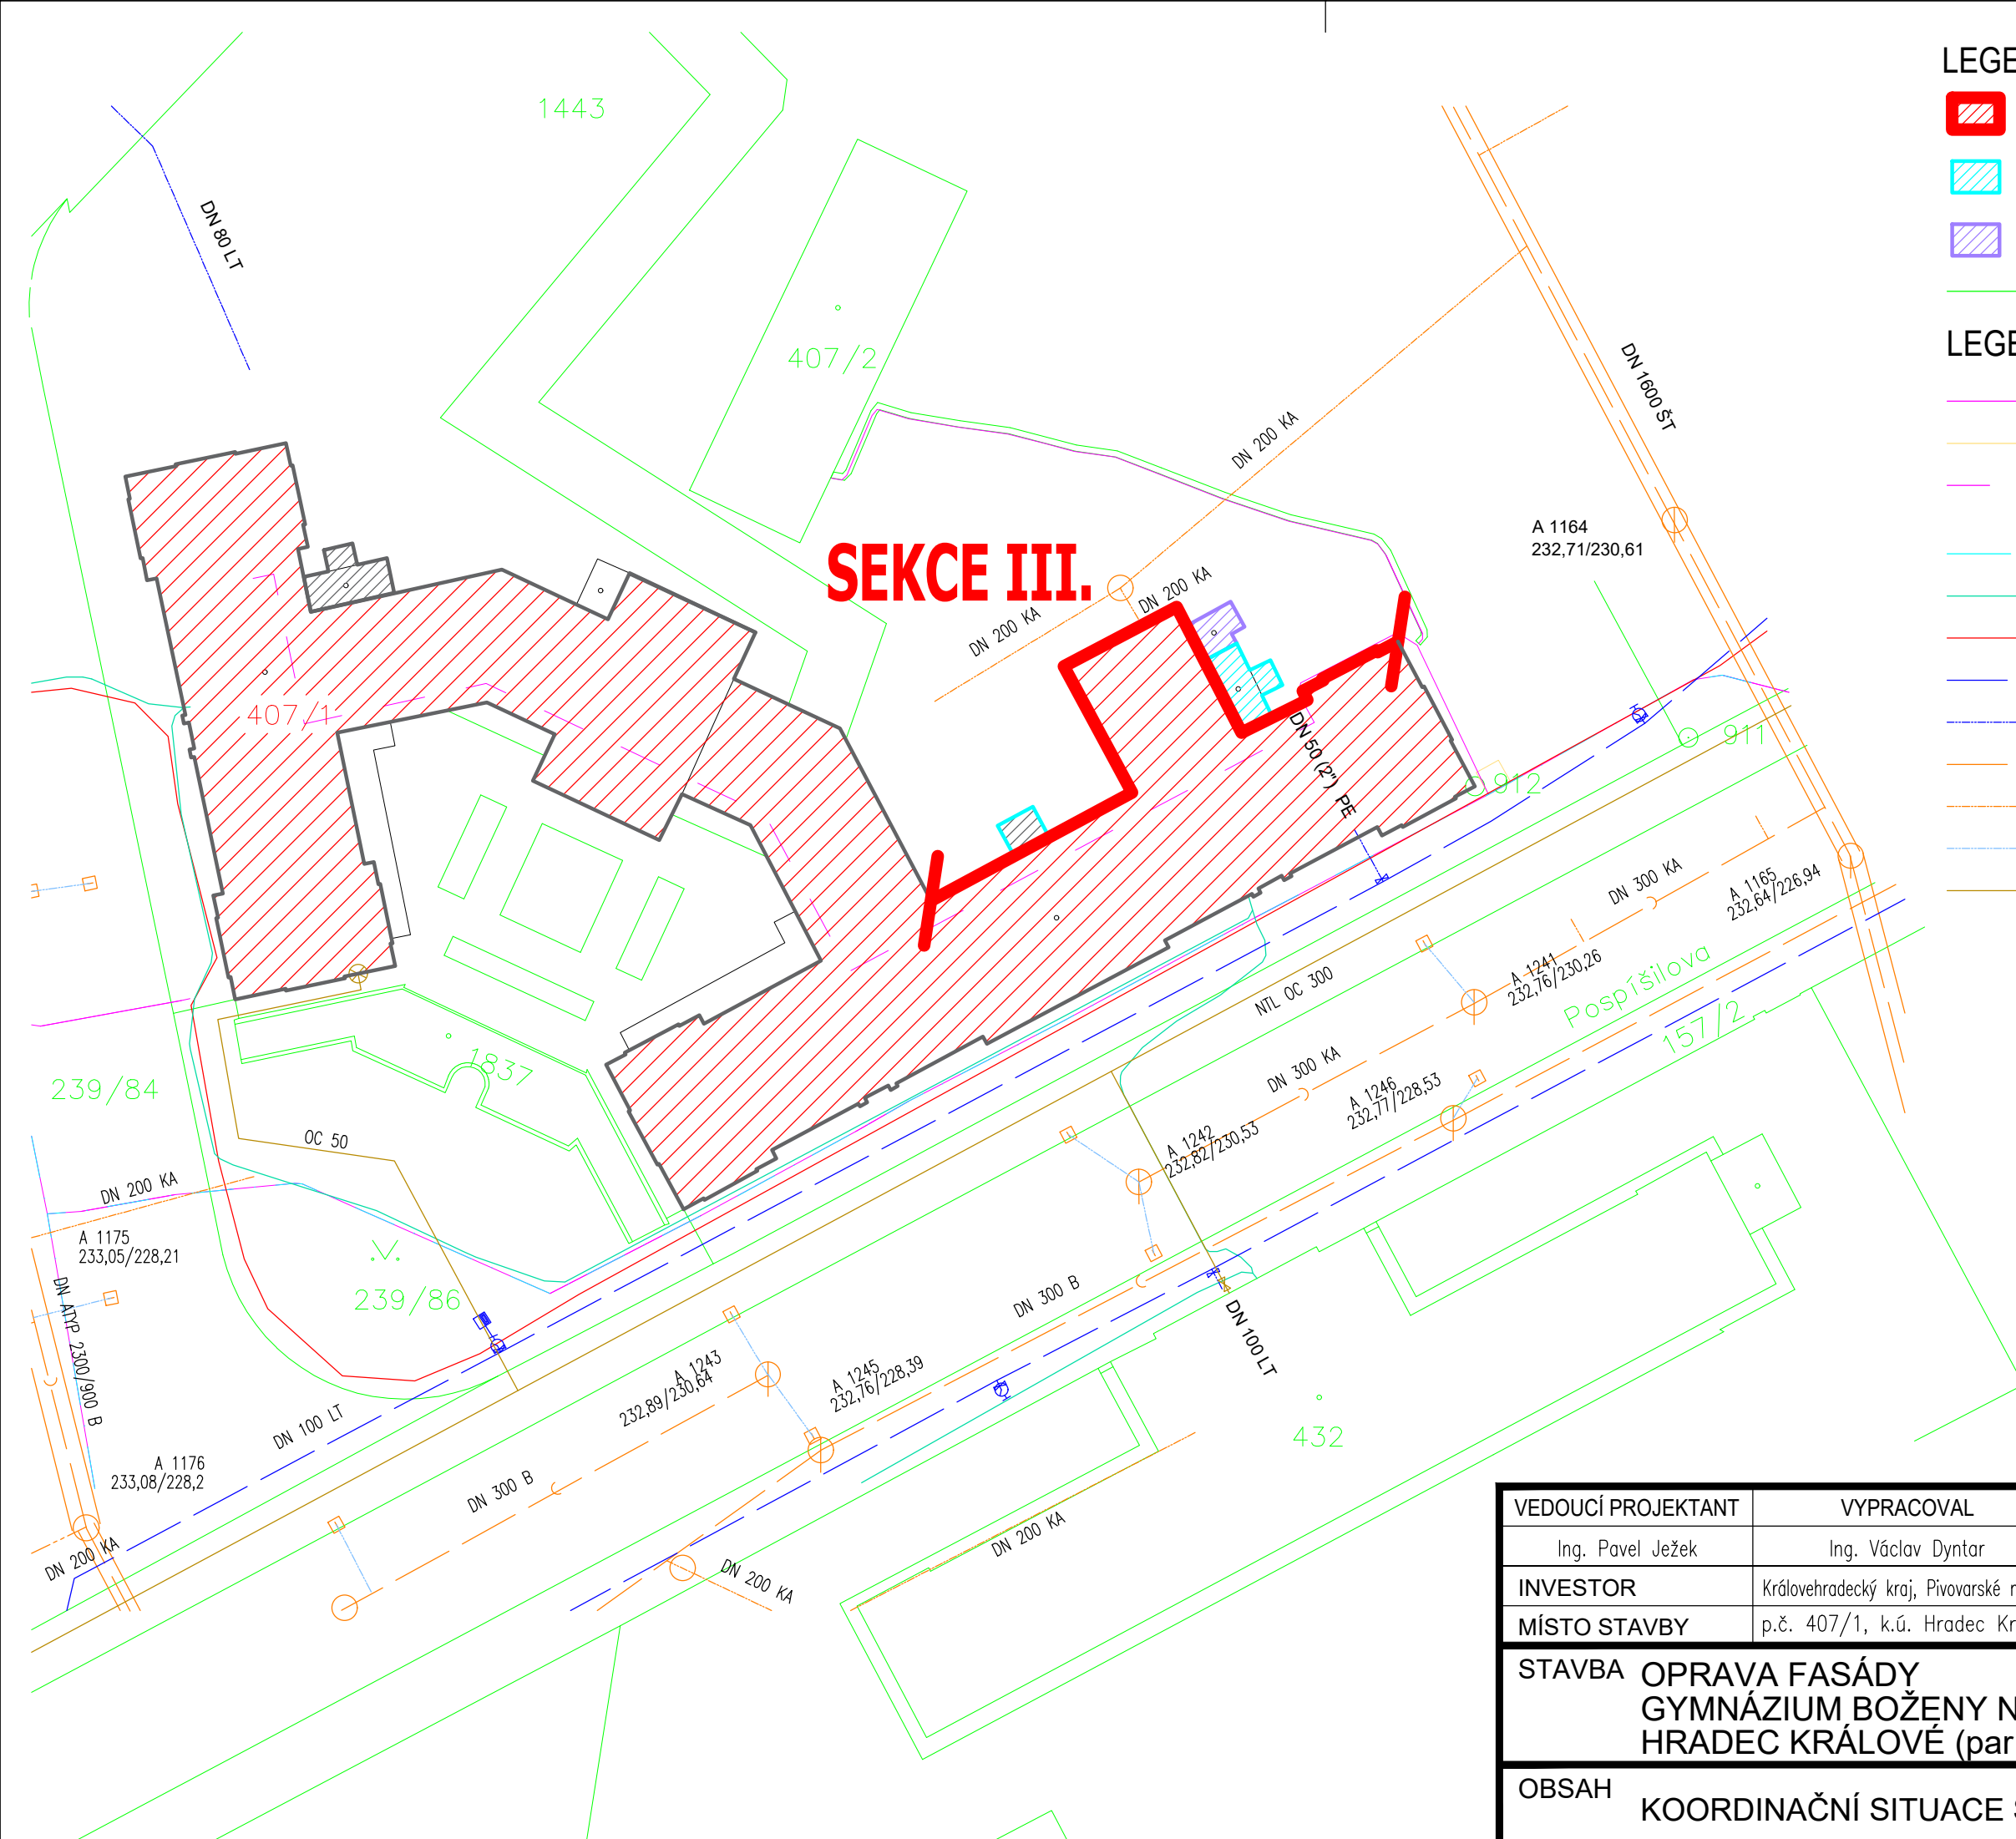 LEGE
1443
DN 80 LT
407/2
LEGE
DN 1600 ŠT
DN 200 KA
A 1164
232,71/230,61
SEKCE III.
DN 200 KA
DN 200 KA
407/1
DN 50 (2") PE
911
912
DN 300 KA
A 1165
232,64/226,94
A 1241
232,76/230,26
NTL OC 300
Pospíšilova
157/2
1837
239/84
DN 300 KA
A 1246
232,77/228,53
A 1242
232,82/230,53
OC 50
DN 200 KA
A 1175
233,05/228,21
239/86
DN ATYP 2300/900 B
DN 300 B
DN 100 LT
A 1243
232,89/230,64
A 1245
232,76/228,39
DN 100 LT
432
A 1176
233,08/228,2
DN 300 B
DN 200 KA
DN 200 KA
DN 200 KA
VEDOUCÍ PROJEKTANT VYPRACOVAL
Ing. Pavel Ježek Ing. Václav Dyntar
INVESTOR Královehradecký kraj, Pivovarské n
MÍSTO STAVBY p.č. 407/1, k.ú. Hradec Kr
STAVBA OPRAVA FASÁDY
GYMNÁZIUM BOŽENY N
HRADEC KRÁLOVÉ (par
OBSAH
KOORDINAČNÍ SITUACE S